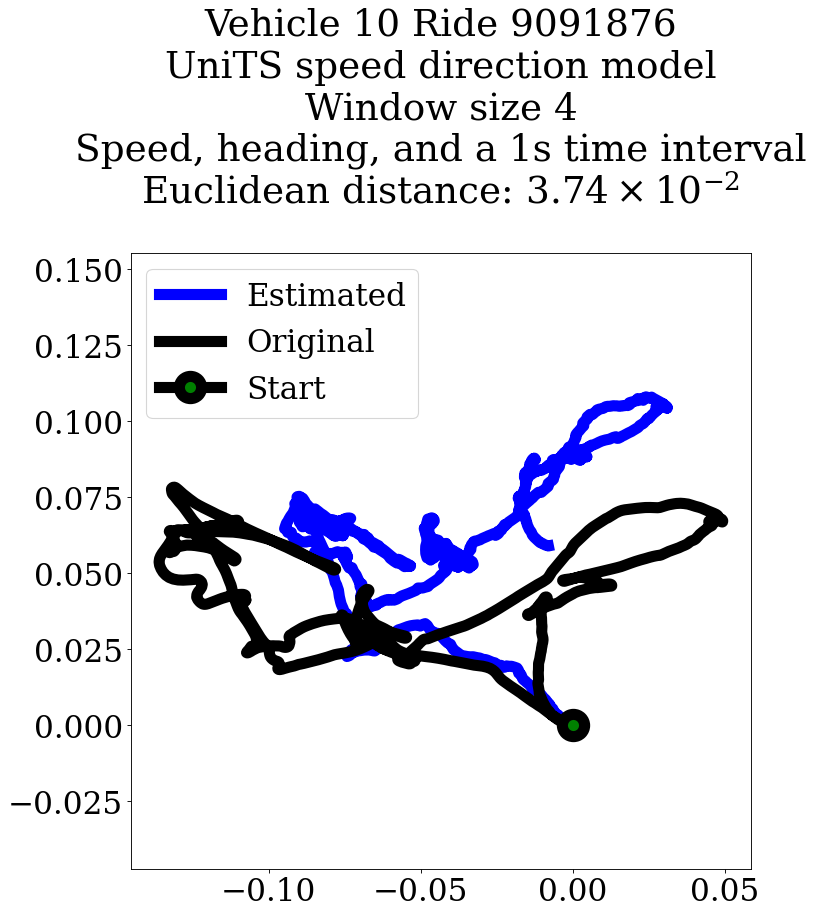 Vehicle 10 Ride 9091876
UniTS speed direction model
Window size 4
Speed, heading, and a 1s time interval
Euclidean distance: 3.74 × 10⁻²
0.150
0.125
0.100
0.075
0.050
0.025
0.000
−0.025
Estimated
Original
Start
−0.10
−0.05
0.00
0.05